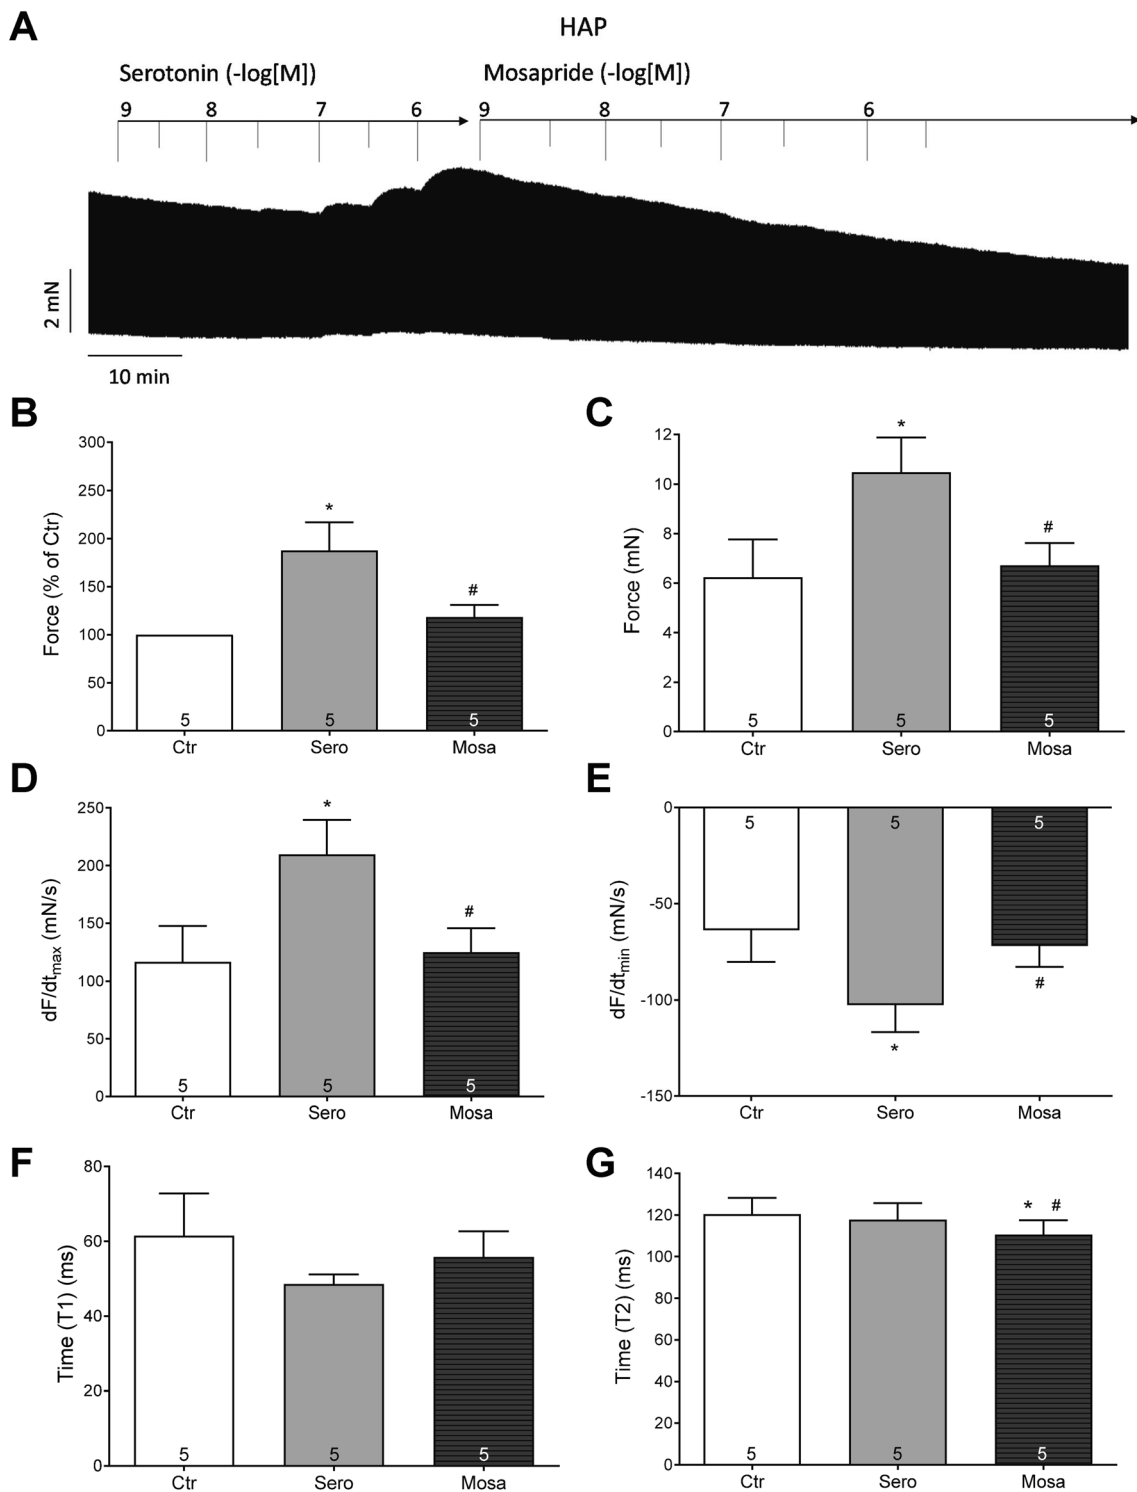 A
HAP
Serotonin (-log[M])
Mosapride (-log[M])
9 8 7 6 9 8 7 6
2 mN
10 min
B
Force (% of Ctr)
300
250
200
150
100
50
0
*
#
5 5 5
Ctr Sero Mosa
C
Force (mN)
12
10
8
6
4
2
0
*
#
5 5 5
Ctr Sero Mosa
D
dF/dtmax (mN/s)
250
200
150
100
50
0
*
#
5 5 5
Ctr Sero Mosa
E
dF/dtmin (mN/s)
0
-50
-100
-150
5 5 5
*
#
Ctr Sero Mosa
F
Time (T1) (ms)
80
60
40
20
0
5 5 5
Ctr Sero Mosa
G
Time (T2) (ms)
140
120
100
80
60
40
20
0
* #
5 5 5
Ctr Sero Mosa